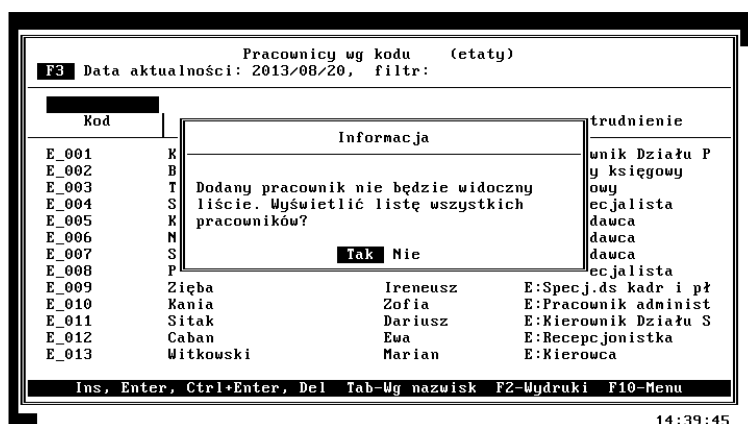 Pracownicy wg kodu (etaty)
F3 Data aktualności: 2013/08/20, filtr:
Kod trudnienie
Informacja
E_001 K wnik Działu P
E_002 B y księgowy
E_003 T Dodany pracownik nie będzie widoczny owy
E_004 S liście. Wyświetlić listę wszystkich ecjalista
E_005 K pracowników? dawca
E_006 N dawca
E_007 S Tak Nie dawca
E_008 P ecjalista
E_009 Zięba Ireneusz E:Specj.ds kadr i pł
E_010 Kania Zofia E:Pracownik administ
E_011 Sitak Dariusz E:Kierownik Działu S
E_012 Caban Ewa E:Recepcjonistka
E_013 Witkowski Marian E:Kierowca
Ins, Enter, Ctrl+Enter, Del Tab-Wg nazwisk F2-Wydruki F10-Menu
14:39:45